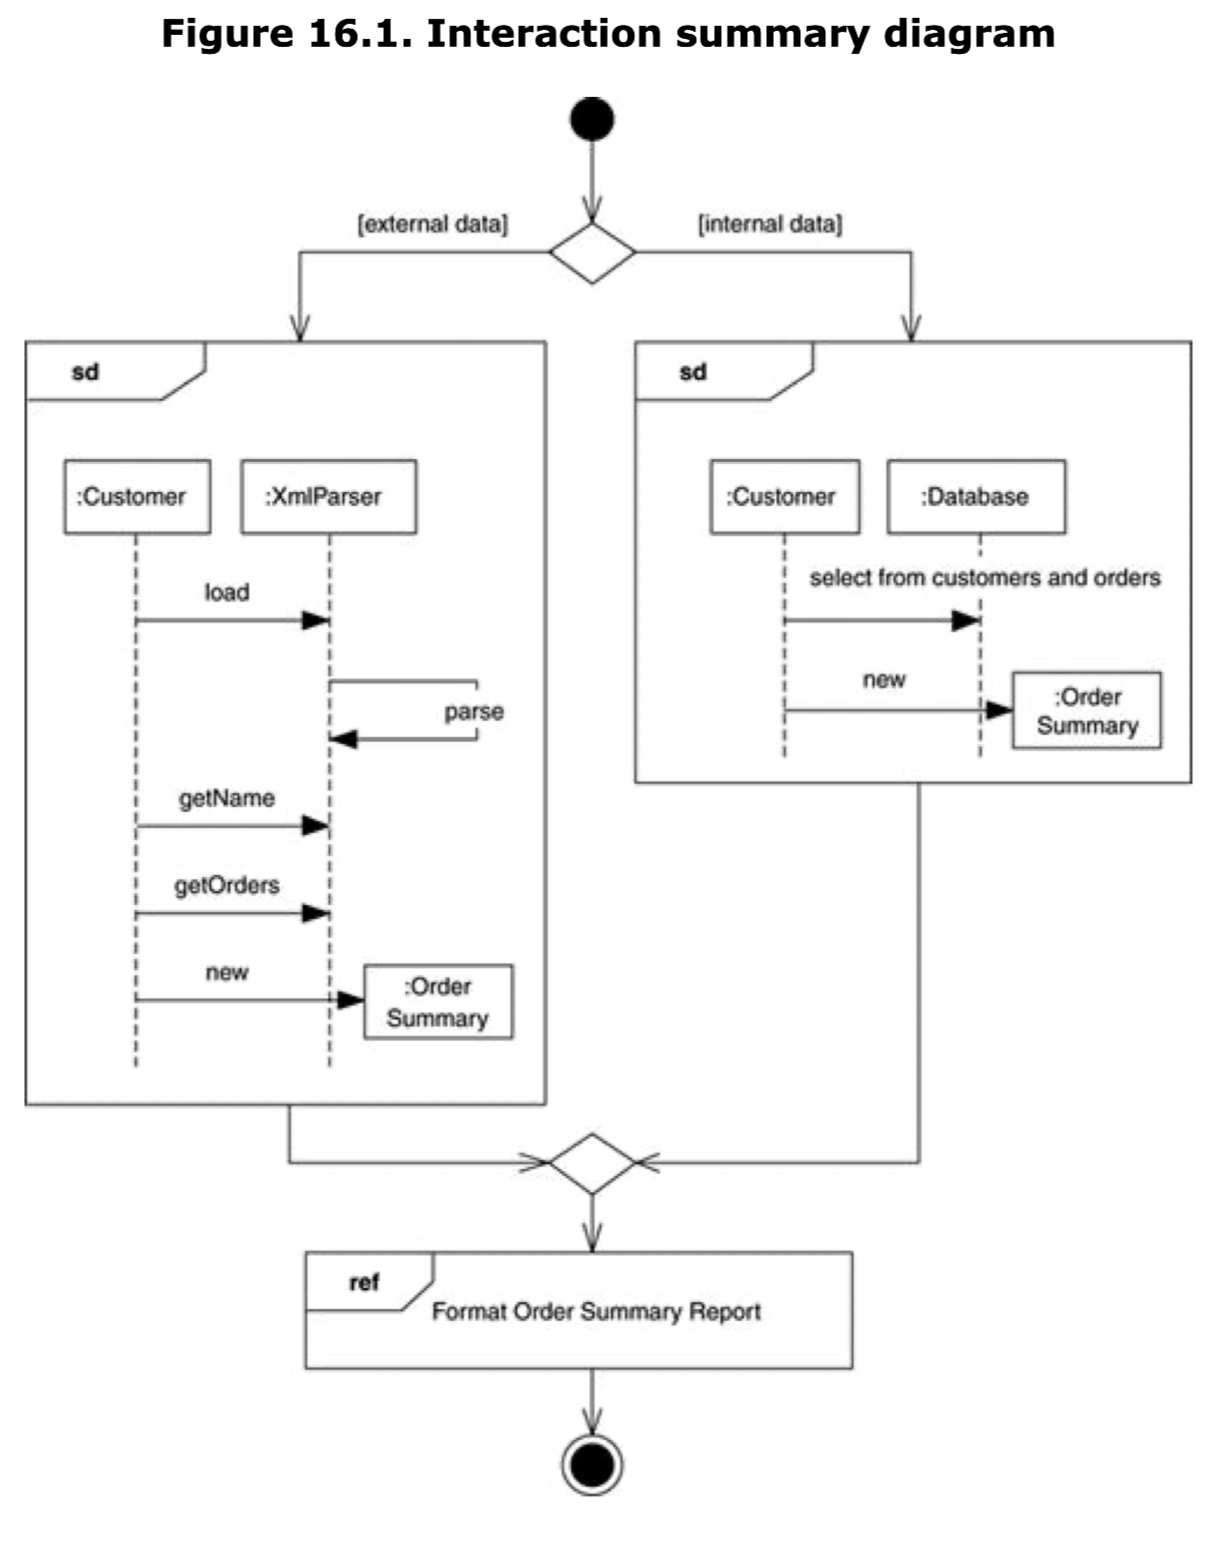 Figure 16.1. Interaction summary diagram
[external data]
[internal data]
sd
:Customer
:XmlParser
load
parse
getName
getOrders
new
:Order
Summary
sd
:Customer
:Database
select from customers and orders
new
:Order
Summary
ref
Format Order Summary Report